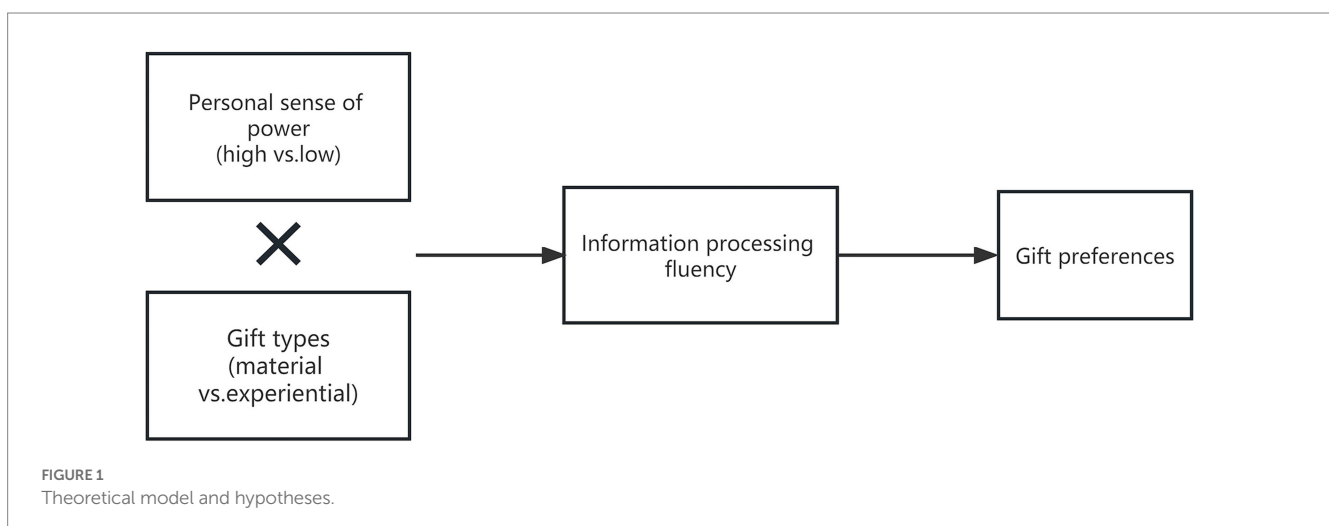 Personal sense of
power
(high vs.low)
Gift types
(material
vs.experiential)
Information processing
fluency
Gift preferences
FIGURE 1
Theoretical model and hypotheses.